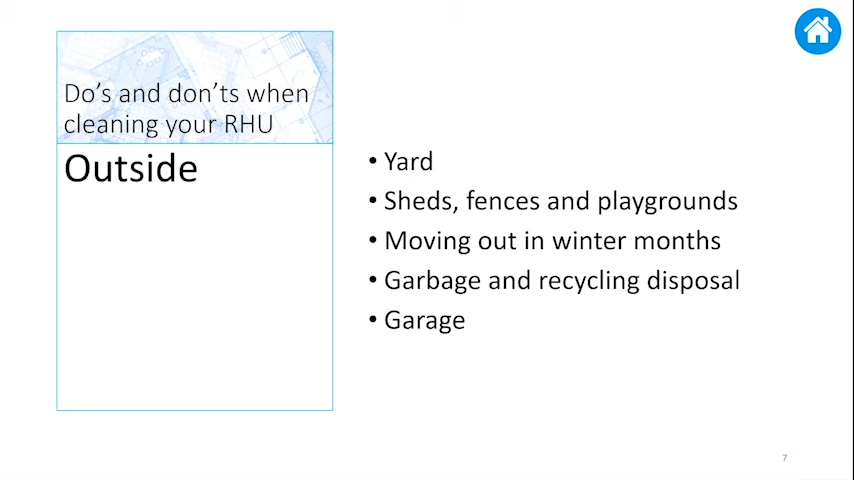 Do's and don'ts when
cleaning your RHU
Outside
• Yard
• Sheds, fences and playgrounds
• Moving out in winter months
• Garbage and recycling disposal
• Garage
7